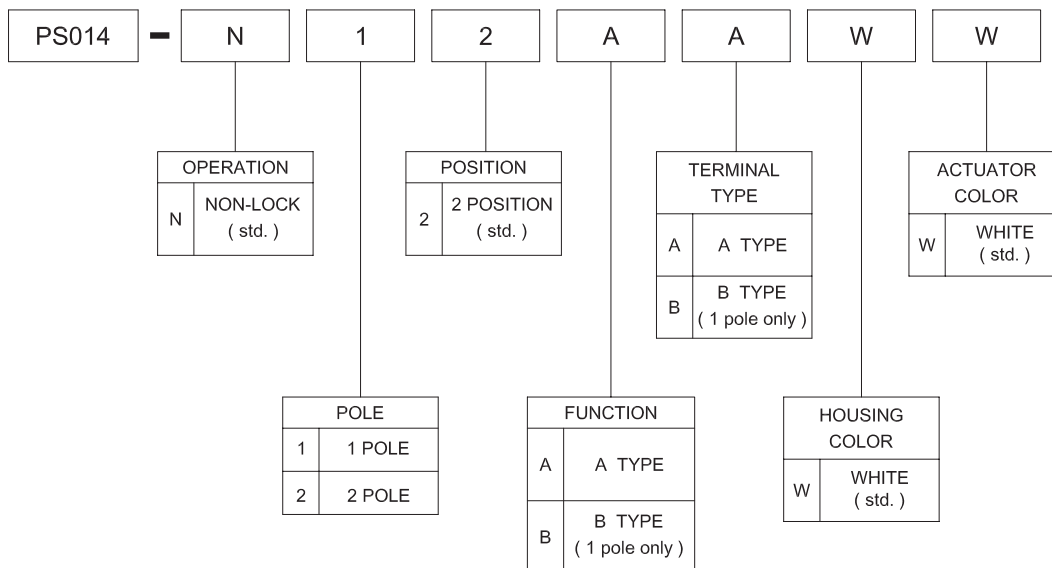 PS014 - N 1 2 A A W W
OPERATION
N NON-LOCK
( std. )
POSITION
2 2 POSITION
( std. )
TERMINAL
TYPE
A A TYPE
B B TYPE
( 1 pole only )
ACTUATOR
COLOR
W WHITE
( std. )
POLE
1 1 POLE
2 2 POLE
FUNCTION
A A TYPE
B B TYPE
( 1 pole only )
HOUSING
COLOR
W WHITE
( std. )